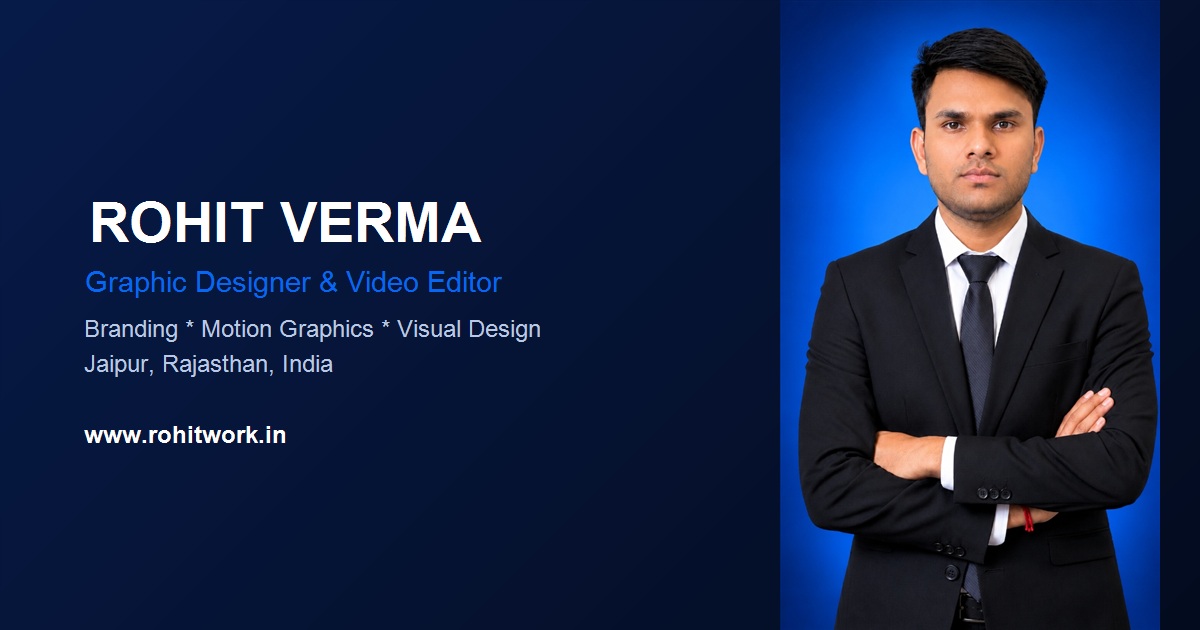 ROHIT VERMA
Graphic Designer & Video Editor
Branding * Motion Graphics * Visual Design
Jaipur, Rajasthan, India
www.rohitwork.in